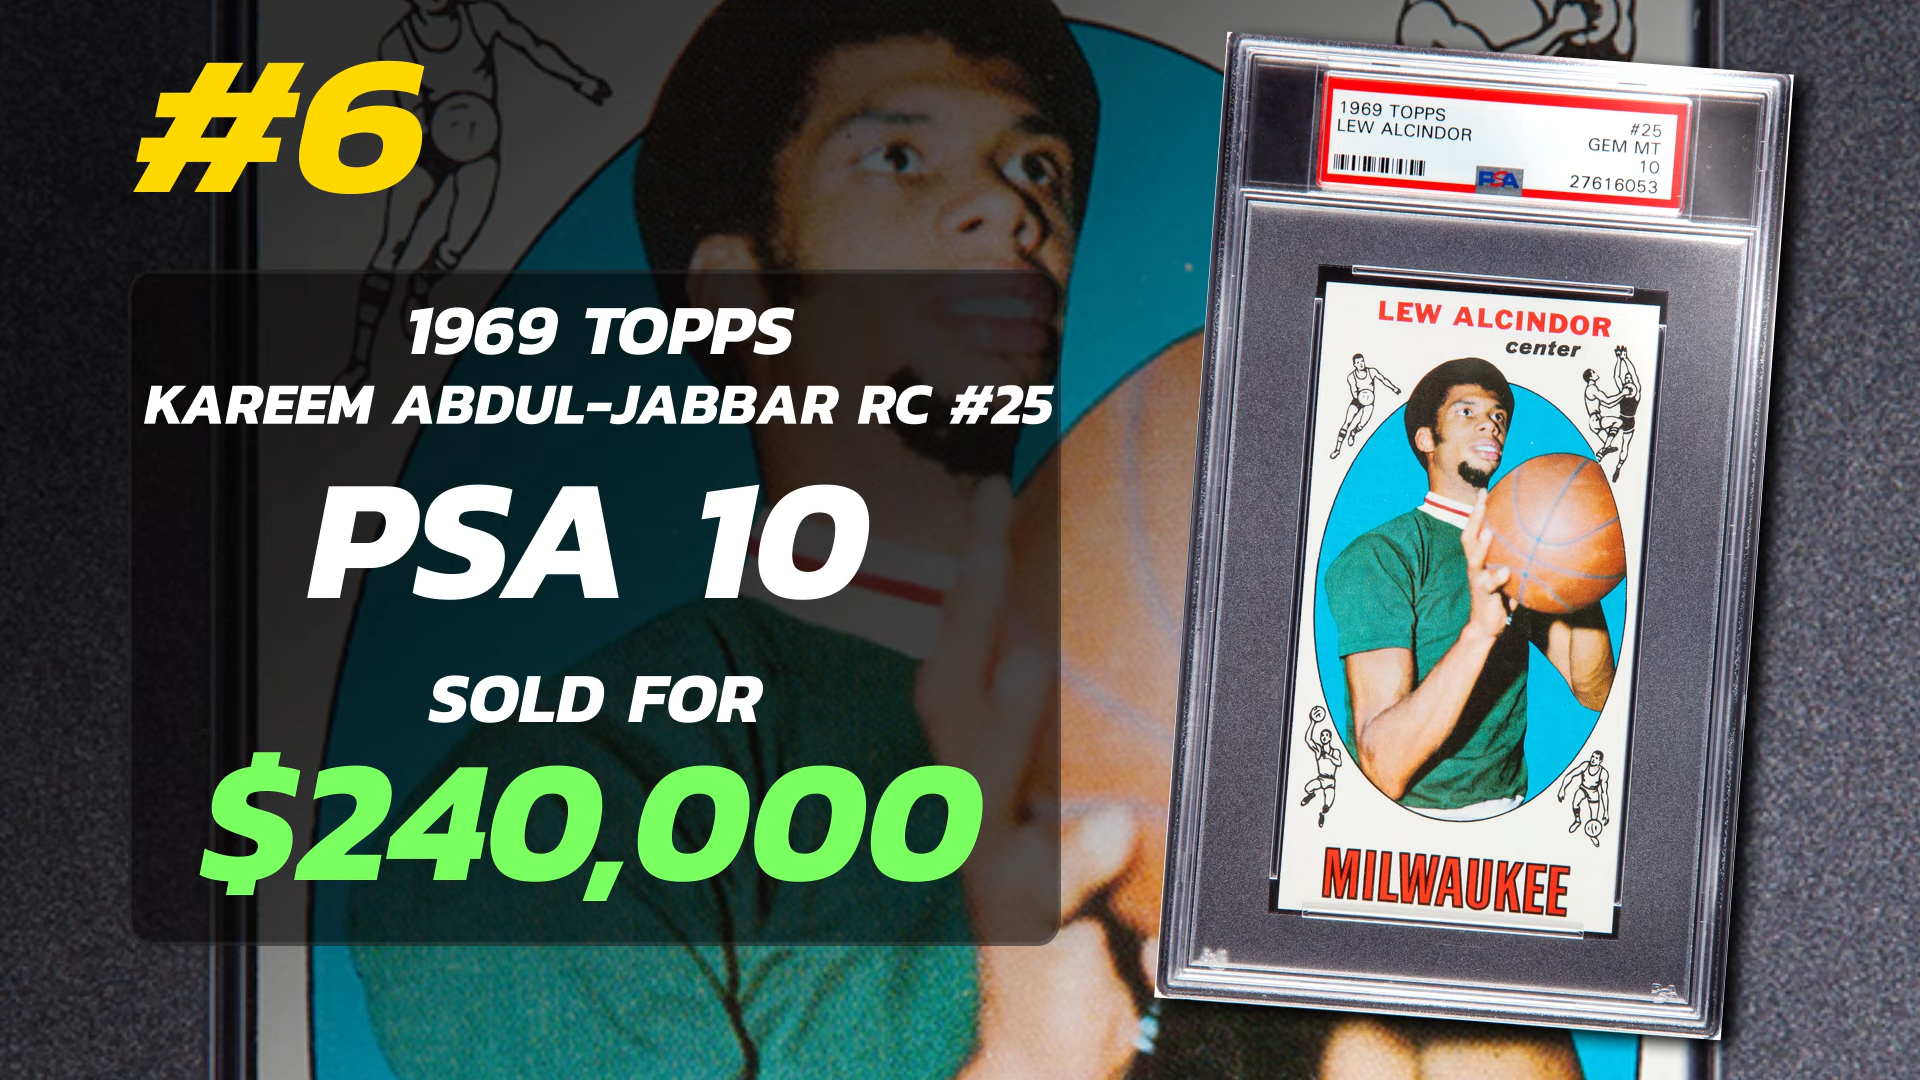 #6
1969 TOPPS
KAREEM ABDUL-JABBAR RC #25
PSA 10
SOLD FOR
$240,000
1969 TOPPS
LEW ALCINDOR
#25
GEM MT
10
27616053
PSA
LEW ALCINDOR
center
MILWAUKEE
PSA